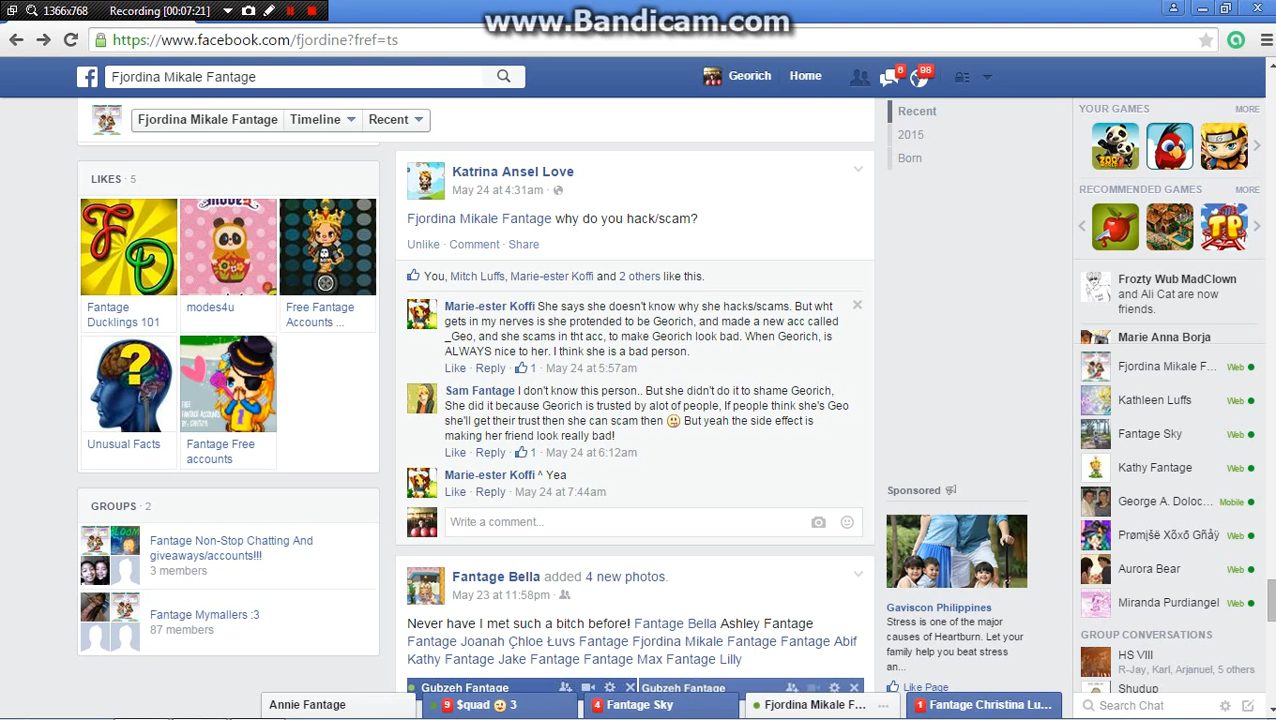 1366x768 Recording [00:07:21]
www.Bandicam.com
https://www.facebook.com/fjordine?fref=ts
Fjordina Mikale Fantage
Georich Home 6 98
Fjordina Mikale Fantage Timeline Recent
Recent
2015
Born
LIKES · 5
Fantage Ducklings 101
modes4u
Free Fantage Accounts ...
Unusual Facts
Fantage Free accounts
GROUPS · 2
Fantage Non-Stop Chatting And
giveaways/accounts!!!
3 members
Fantage Mymallers :3
87 members
Katrina Ansel Love
May 24 at 4:31am ·
Fjordina Mikale Fantage why do you hack/scam?
Unlike · Comment · Share
You, Mitch Luffs, Marie-ester Koffi and 2 others like this.
Marie-ester Koffi She says she doesn't know why she hacks/scams. But wht
gets in my nerves is she protended to be Georich, and made a new acc called
_Geo, and she scams in tht acc, to make Georich look bad. When Georich, is
ALWAYS nice to her. I think she is a bad person.
Like · Reply · 1 · May 24 at 5:57am
Sam Fantage I don't know this person.. But she didn't do it to shame Georich,
She did it because Georich is trusted by alot of people, If people think she's Geo
she'll get their trust then she can scam then But yeah the side effect is
making her friend look really bad!
Like · Reply · 1 · May 24 at 6:12am
Marie-ester Koffi ^ Yea
Like · Reply · May 24 at 7:44am
Write a comment...
Fantage Bella added 4 new photos.
May 23 at 11:58pm ·
Never have I met such a bitch before! Fantage Bella Ashley Fantage
Fantage Joanah Çhloe Łuvs Fantage Fjordina Mikale Fantage Fantage Abif
Kathy Fantage Jake Fantage Fantage Max Fantage Lilly
Gubzeh Fantage
Gubzeh Fantage
Sponsored
Gaviscon Philippines
Stress is one of the
major causes of
Heartburn. Let your
family help you beat stress
an...
Like Page
YOUR GAMES MORE
RECOMMENDED GAMES MORE
Frozty Wub MadClown
and Ali Cat are now
friends.
Marie Anna Borja
Fjordina Mikale F... Web
Kathleen Luffs Web
Fantage Sky Web
Kathy Fantage Web
George A. Doloc... Mobile
Prømįšë Xõxõ Gñåÿ Web
Aurora Bear Web
Miranda Purdiangel Web
GROUP CONVERSATIONS
HS VIII
R-Jay, Karl, Arjanuel, 5 others
Shudup
Search Chat
Annie Fantage
9 $quad 3
4 Fantage Sky
Fjordina Mikale F...
1 Fantage Christina Lu...